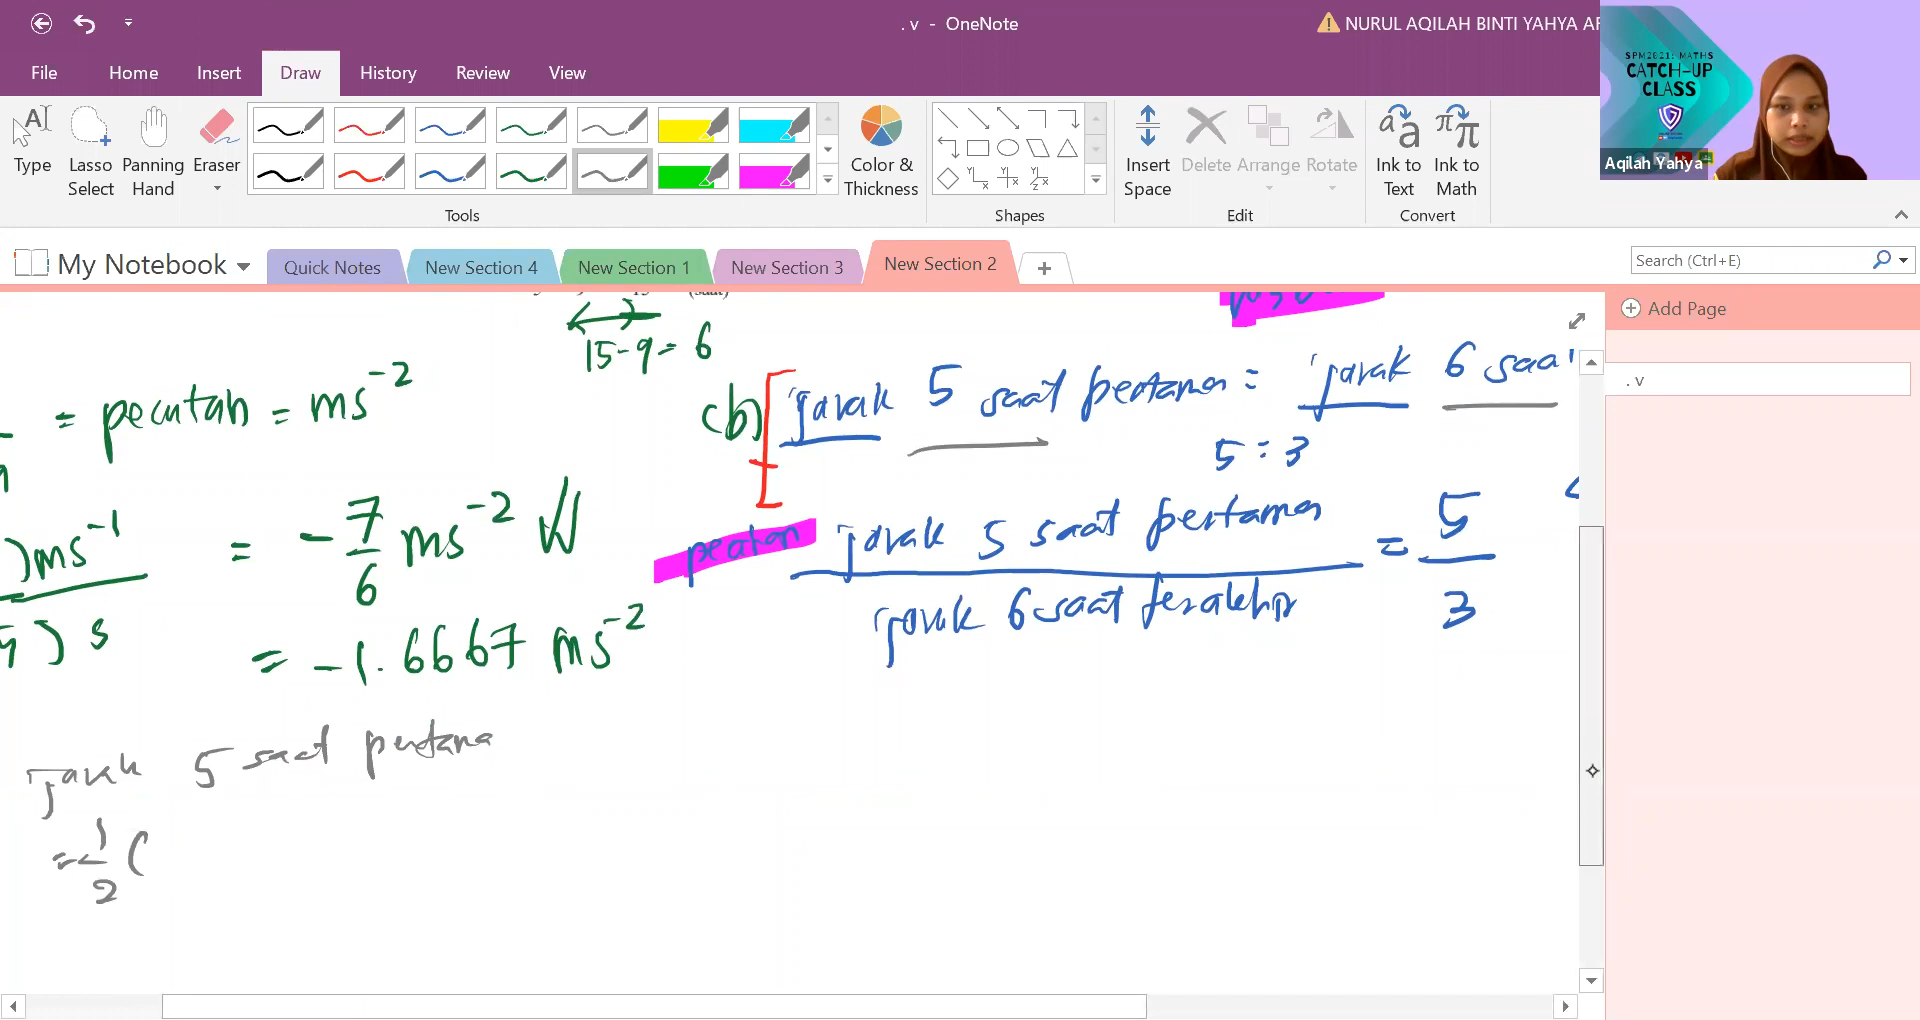 . v - OneNote
NURUL AQILAH BINTI YAHYA AF
File Home Insert Draw History Review View
SPM2021: MATHS
CATCH-UP
CLASS
Aqilah Yahya
Type
Lasso Select
Panning Hand
Eraser
Color & Thickness
Insert Space
Delete
Arrange
Rotate
Ink to Text
Ink to Math
Tools Shapes Edit Convert
My Notebook Quick Notes New Section 4 New Section 1 New Section 3 New Section 2 +
Search (Ctrl+E)
Add Page
. v
(saat)
15-9= 6
= pecutan = ms⁻²
(b) Jarak 5 saat pertama = Jarak 6 saa
5 : 3
)ms⁻¹ = -7/6 ms⁻²
) s
= -1.6667 ms⁻²
pecutan
Jarak 5 saat pertama / Jarak 6 saat terakhir = 5/3
Jarak 5 saat pertama
= 1/2 (